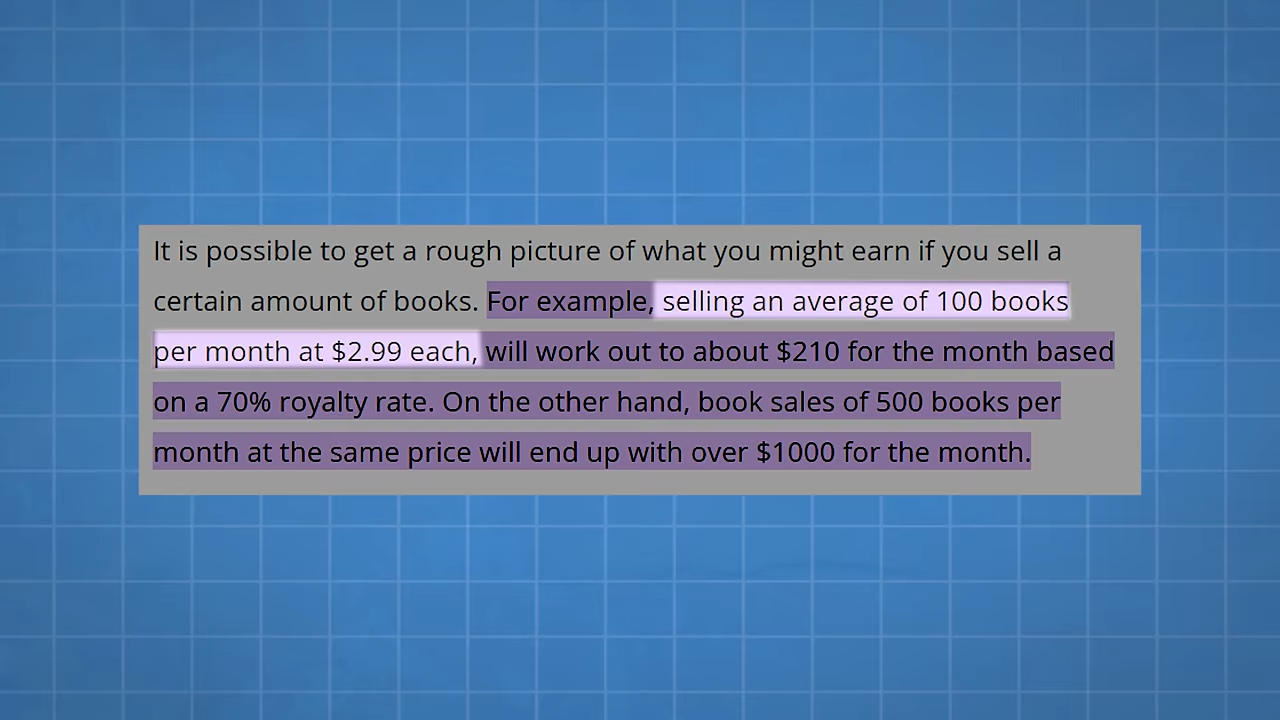 It is possible to get a rough picture of what you might earn if you sell a
certain amount of books. For example, selling an average of 100 books
per month at $2.99 each, will work out to about $210 for the month based
on a 70% royalty rate. On the other hand, book sales of 500 books per
month at the same price will end up with over $1000 for the month.